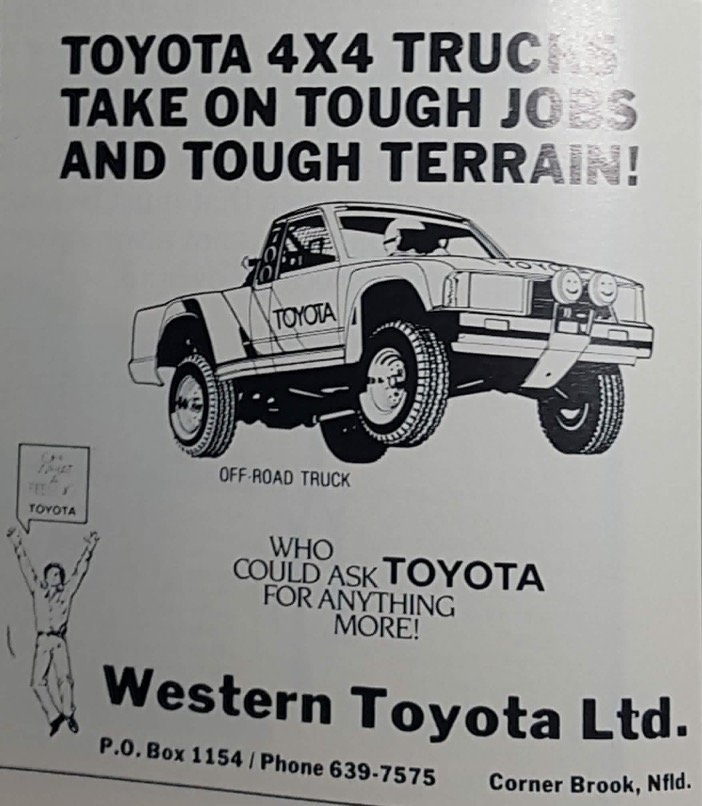 TOYOTA 4X4 TRUCKS
TAKE ON TOUGH JOBS
AND TOUGH TERRAIN!
TOYOTA
TOYOTA
OFF-ROAD TRUCK
TOYOTA
WHO
COULD ASK TOYOTA
FOR ANYTHING
MORE!
Western Toyota Ltd.
P.O. Box 1154 / Phone 639-7575
Corner Brook, Nfld.